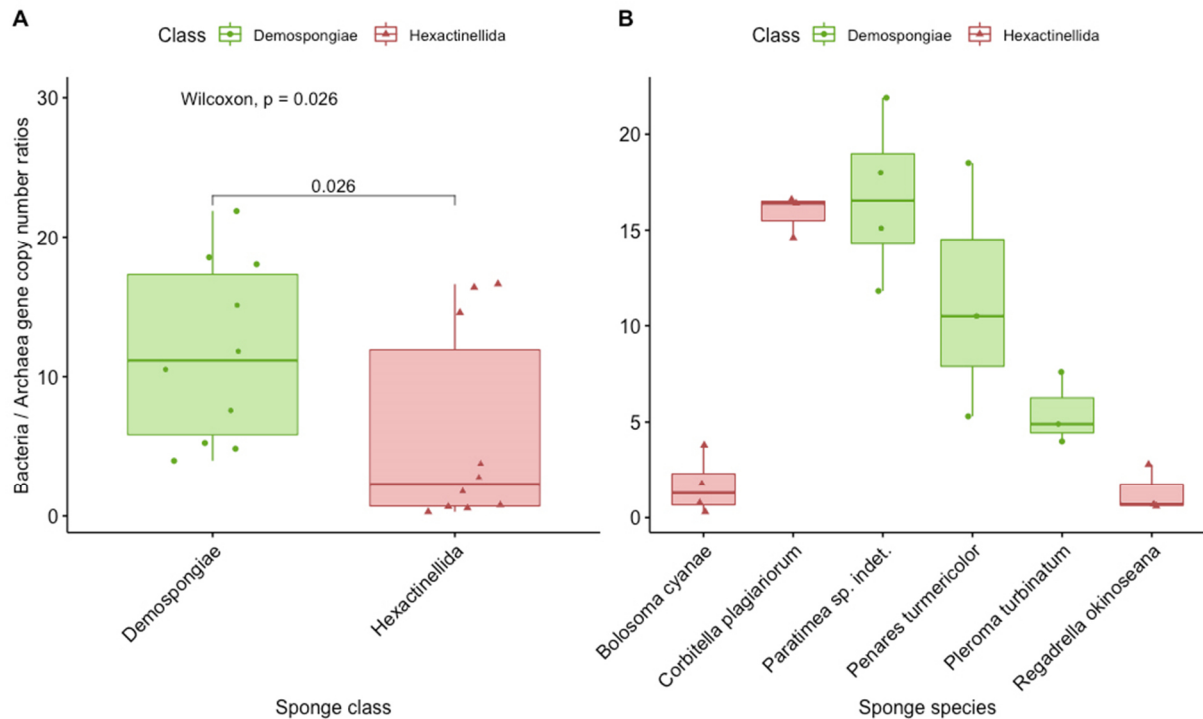 A
Class Demospongiae Hexactinellida
Wilcoxon, p = 0.026
0.026
30
20
10
0
Bacteria / Archaea gene copy number ratios
Demospongiae
Hexactinellida
Sponge class
B
Class Demospongiae Hexactinellida
20
15
10
5
0
Bolosoma cyanae
Corbitella plagiariorum
Paratimea sp. indet.
Penares turmericolor
Pleroma turbinatum
Regadrella okinoseana
Sponge species